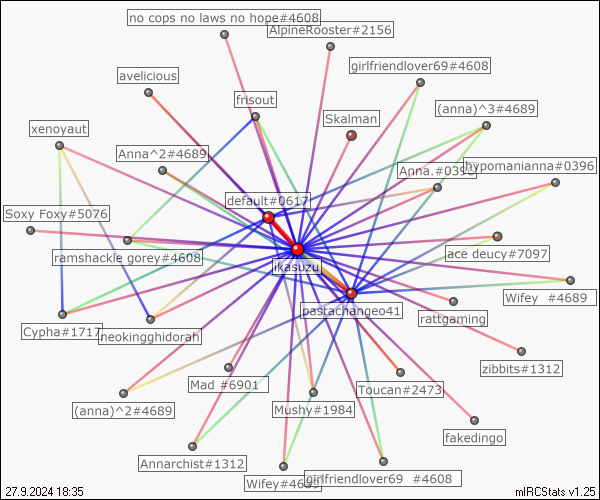 no cops no laws no hope#4608
AlpineRooster#2156
girlfriendlover69#4608
avelicious
frisout
(anna)^3#4689
Skalman
xenoyaut
Anna^2#4689
Anna.0390
hypomanianna#0396
default#0617
Soxy Foxy#5076
ramshackle gorey#4608
ikasuzu
ace deucy#7097
Wifey #4689
pastachangeo41
rattgaming
Cypha#1717
neokingghidorah
zibbits#1312
Mad #6901
Toucan#2473
(anna)^2#4689
Mushy#1984
fakedingo
Annarchist#1312
Wifey#4689
girlfriendlover69 #4608
27.9.2024 18:35
mIRCStats v1.25